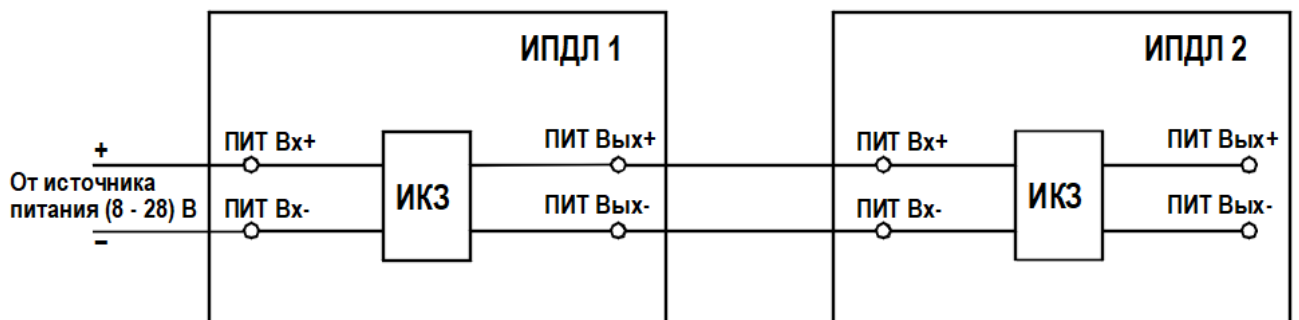 ИПДЛ 1
ИПДЛ 2
+
ПИТ Вх+
ПИТ Вых+
ПИТ Вх+
ПИТ Вых+
От источника
питания (8 - 28) В
ИКЗ
ИКЗ
ПИТ Вх-
ПИТ Вых-
ПИТ Вх-
ПИТ Вых-
–